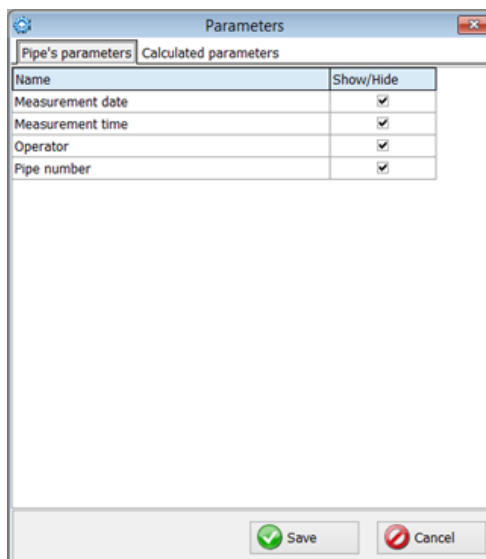 Parameters
Pipe's parameters Calculated parameters
Name Show/Hide
Measurement date
Measurement time
Operator
Pipe number
Save Cancel